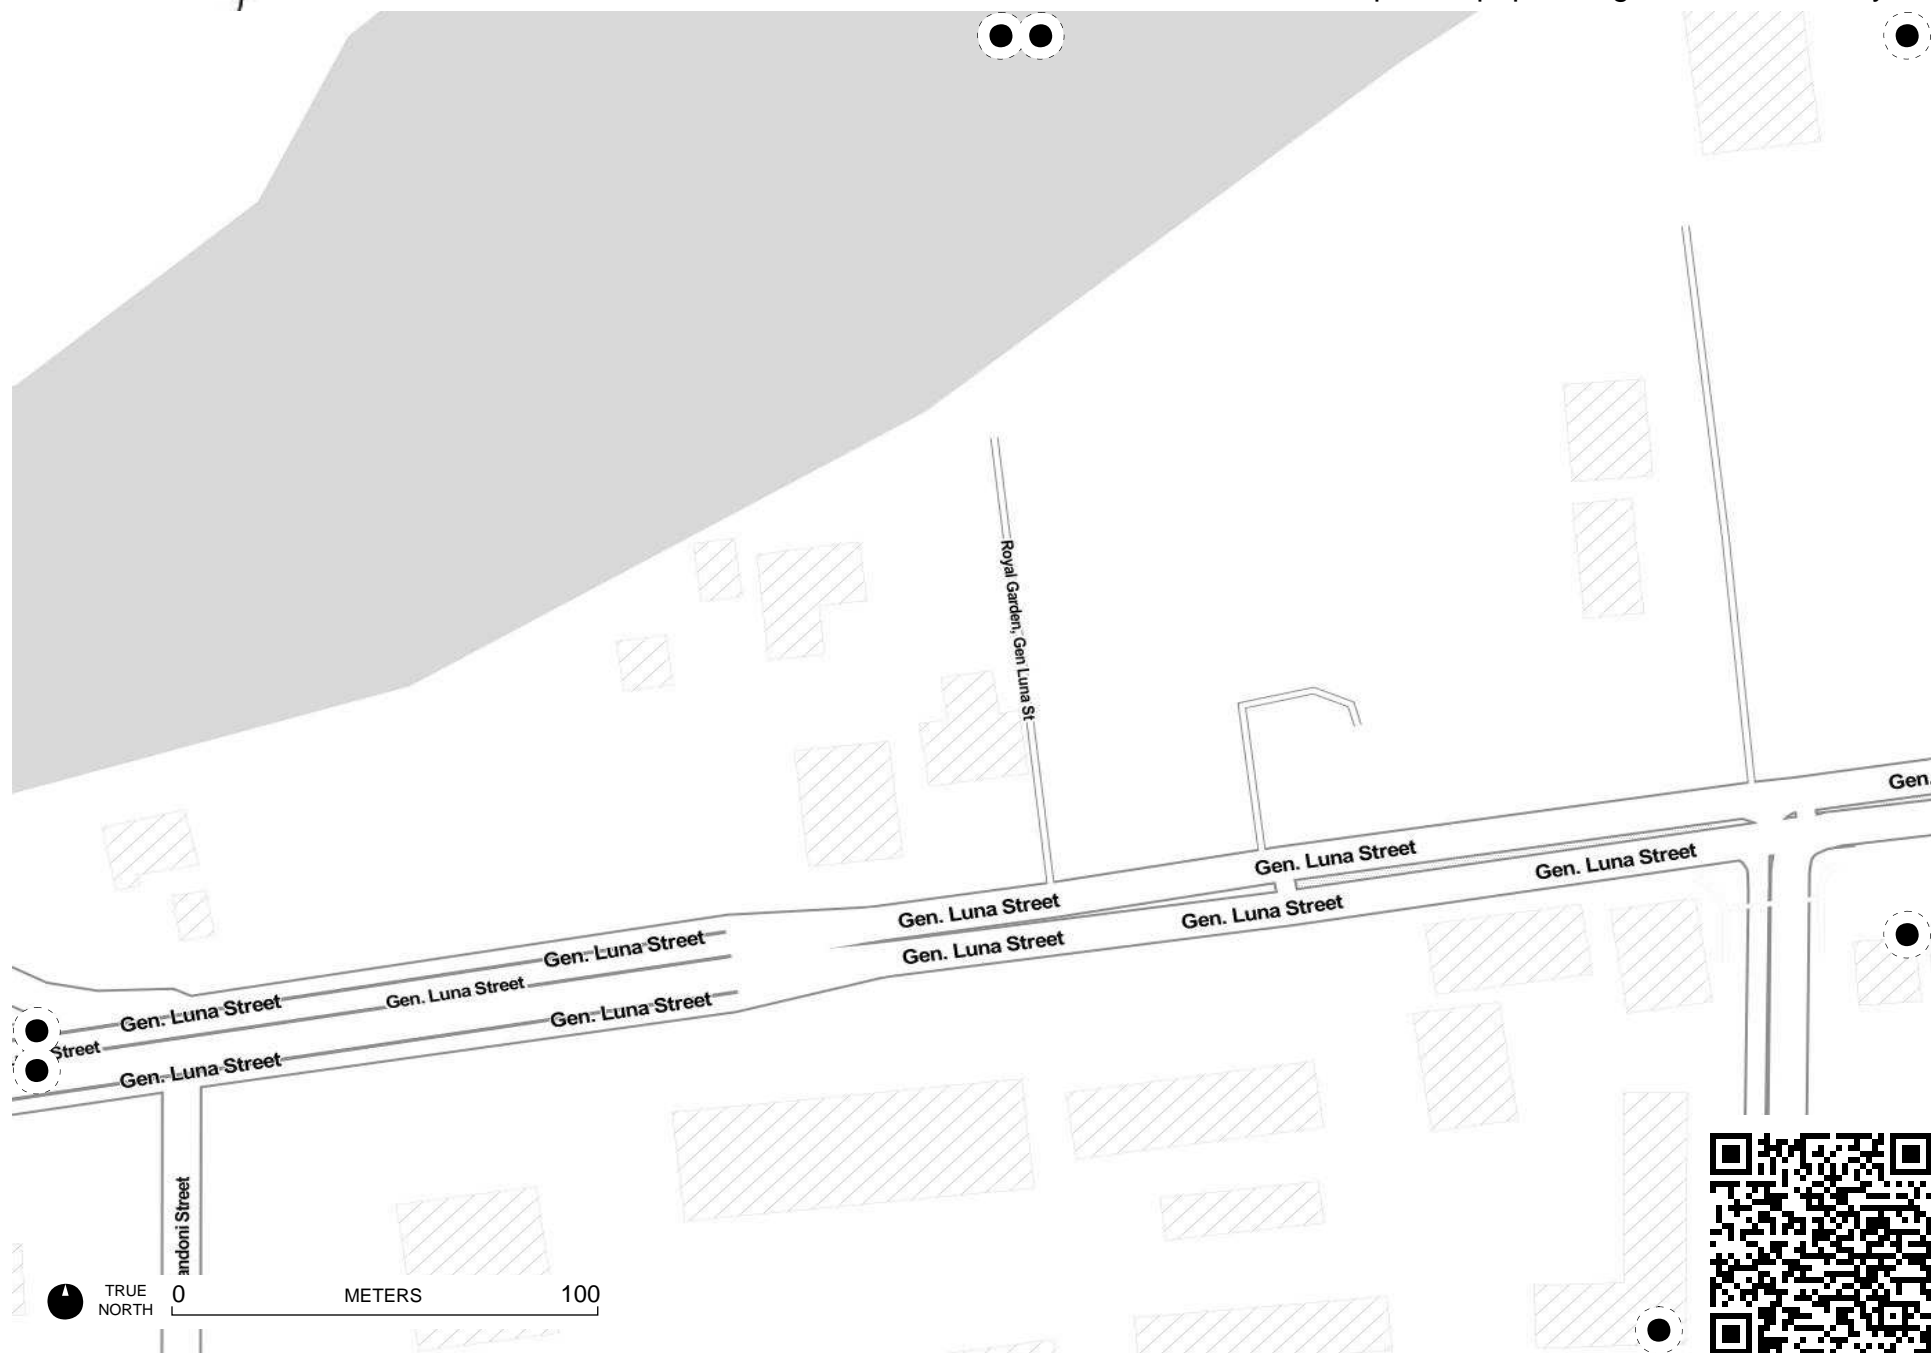 Royal Garden, Gen Luna St
Gen.
Gen. Luna Street
Gen. Luna Street
Gen. Luna Street
Gen. Luna Street
Gen. Luna Street
Gen. Luna Street
Gen. Luna Street
Gen. Luna Street
Gen. Luna Street
Street
Gen. Luna Street
andoni Street
TRUE
NORTH
0
METERS
100